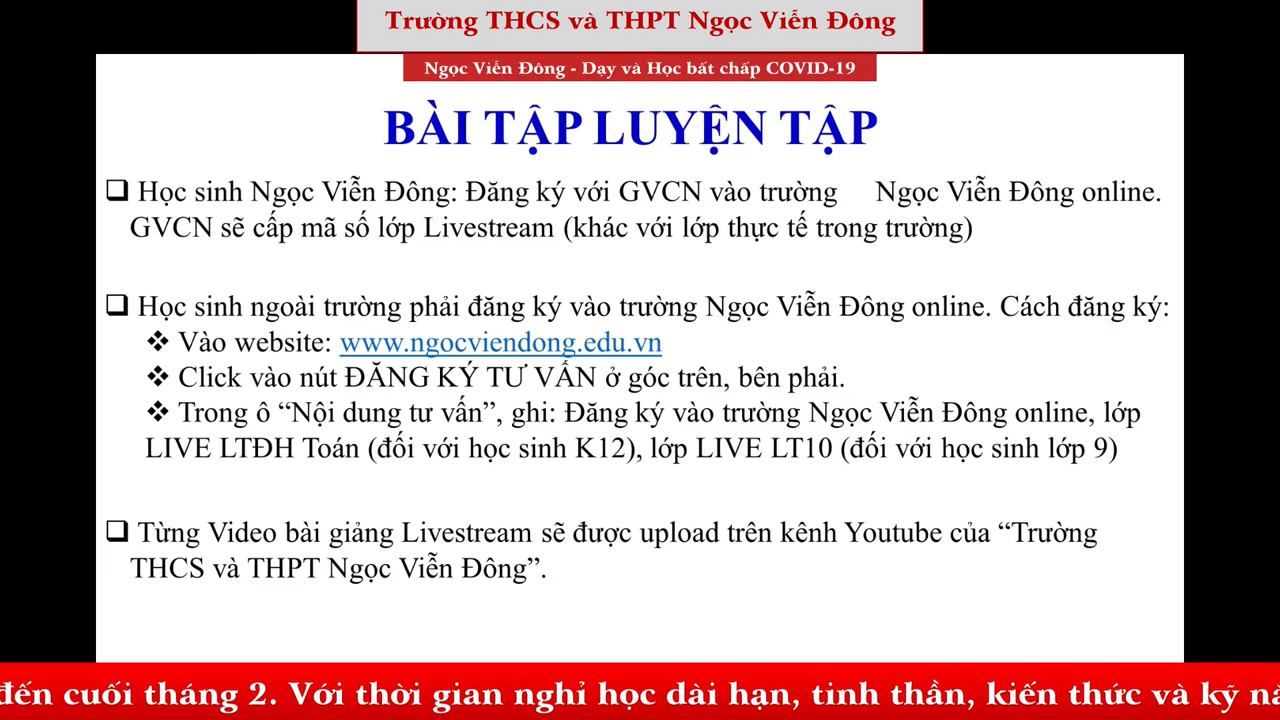 Trường THCS và THPT Ngọc Viễn Đông
Ngọc Viễn Đông - Dạy và Học bất chấp COVID-19
BÀI TẬP LUYỆN TẬP
❑ Học sinh Ngọc Viễn Đông: Đăng ký với GVCN vào trường Ngọc Viễn Đông online.
GVCN sẽ cấp mã số lớp Livestream (khác với lớp thực tế trong trường)
❑ Học sinh ngoài trường phải đăng ký vào trường Ngọc Viễn Đông online. Cách đăng ký:
❖ Vào website: www.ngocviendong.edu.vn
❖ Click vào nút ĐĂNG KÝ TƯ VẤN ở góc trên, bên phải.
❖ Trong ô “Nội dung tư vấn”, ghi: Đăng ký vào trường Ngọc Viễn Đông online, lớp
LIVE LTĐH Toán (đối với học sinh K12), lớp LIVE LT10 (đối với học sinh lớp 9)
❑ Từng Video bài giảng Livestream sẽ được upload trên kênh Youtube của “Trường
THCS và THPT Ngọc Viễn Đông”.
đến cuối tháng 2. Với thời gian nghỉ học dài hạn, tinh thần, kiến thức và kỹ